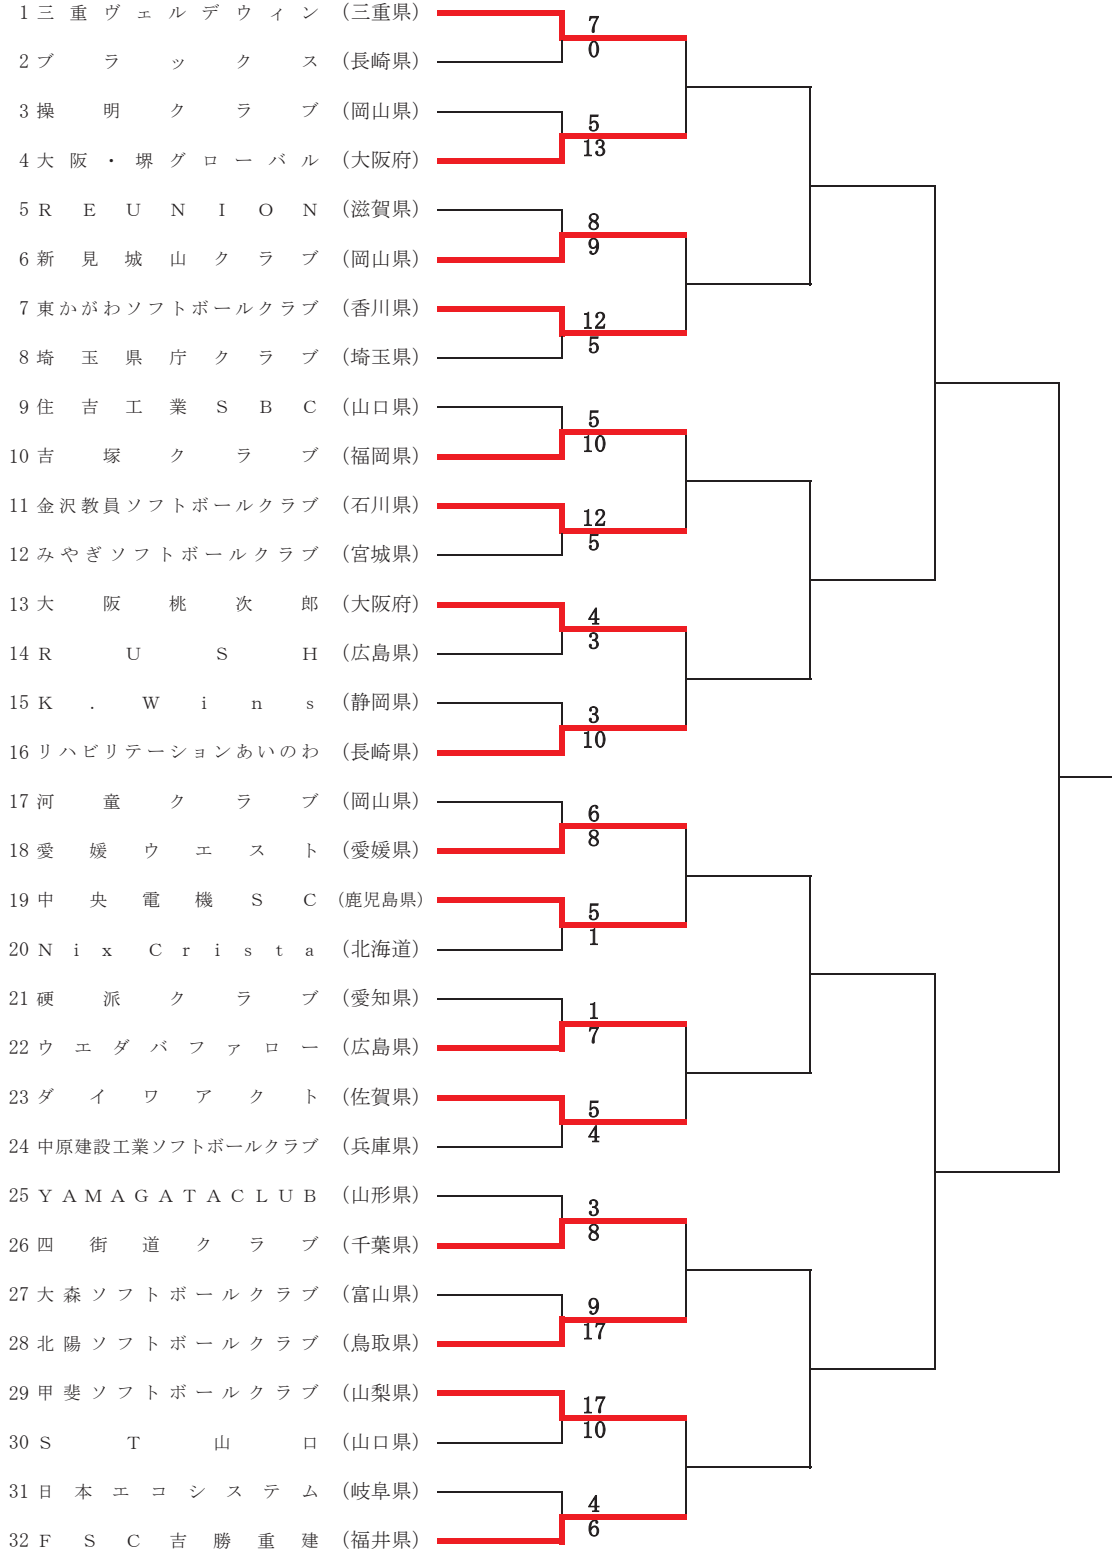 1 三重ヴェルデウィン (三重県)
7
0
2 ブラックス (長崎県)
3 操明クラブ (岡山県)
5
13
4 大阪・堺グローバル (大阪府)
5 REUNION (滋賀県)
8
9
6 新見城山クラブ (岡山県)
7 東かがわソフトボールクラブ (香川県)
12
5
8 埼玉県庁クラブ (埼玉県)
9 住吉工業SBC (山口県)
5
10
10 吉塚クラブ (福岡県)
11 金沢教員ソフトボールクラブ (石川県)
12
5
12 みやぎソフトボールクラブ (宮城県)
13 大阪桃次郎 (大阪府)
4
3
14 RUSH (広島県)
15 K.Wins (静岡県)
3
10
16 リハビリテーションあいのわ (長崎県)
17 河童クラブ (岡山県)
6
8
18 愛媛ウエスト (愛媛県)
19 中央電機SC (鹿児島県)
5
1
20 Nix Crista (北海道)
21 硬派クラブ (愛知県)
1
7
22 ウエダバファロー (広島県)
23 ダイワアクト (佐賀県)
5
4
24 中原建設工業ソフトボールクラブ (兵庫県)
25 YAMAGATACLUB (山形県)
3
8
26 四街道クラブ (千葉県)
27 大森ソフトボールクラブ (富山県)
9
17
28 北陽ソフトボールクラブ (鳥取県)
29 甲斐ソフトボールクラブ (山梨県)
17
10
30 ST山口 (山口県)
31 日本エコシステム (岐阜県)
4
6
32 FSC吉勝重建 (福井県)